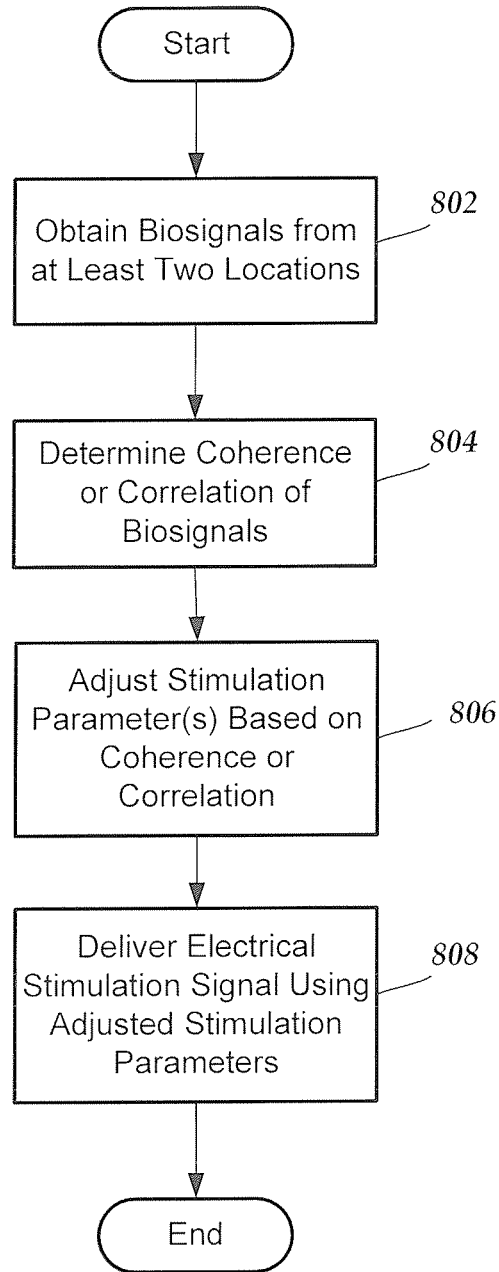 Start
802
Obtain Biosignals from
at Least Two Locations
804
Determine Coherence
or Correlation of
Biosignals
806
Adjust Stimulation
Parameter(s) Based on
Coherence or
Correlation
808
Deliver Electrical
Stimulation Signal Using
Adjusted Stimulation
Parameters
End